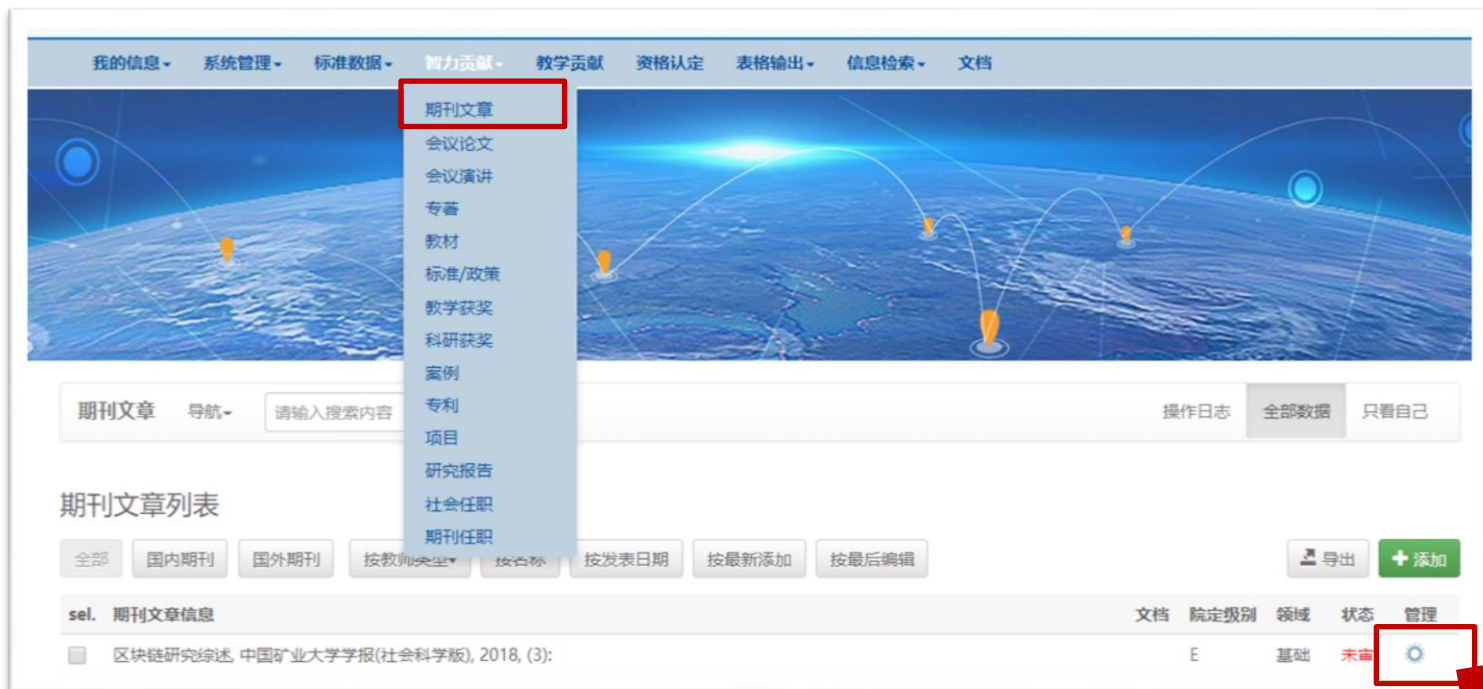 我的信息 系统管理 标准数据 智力贡献 教学贡献 资格认定 表格输出 信息检索 文档
期刊文章
会议论文
会议演讲
专著
教材
标准/政策
教学获奖
科研获奖
案例
专利
项目
研究报告
社会任职
期刊任职
期刊文章 导航 请输入搜索内容 操作日志 全部数据 只看自己
期刊文章列表
全部 国内期刊 国外期刊 按教师类型 按名称 按发表日期 按最新添加 按最后编辑 导出 添加
sel. 期刊文章信息 文档 院定级别 领域 状态 管理
区块链研究综述, 中国矿业大学学报(社会科学版), 2018, (3): E 基础 未审